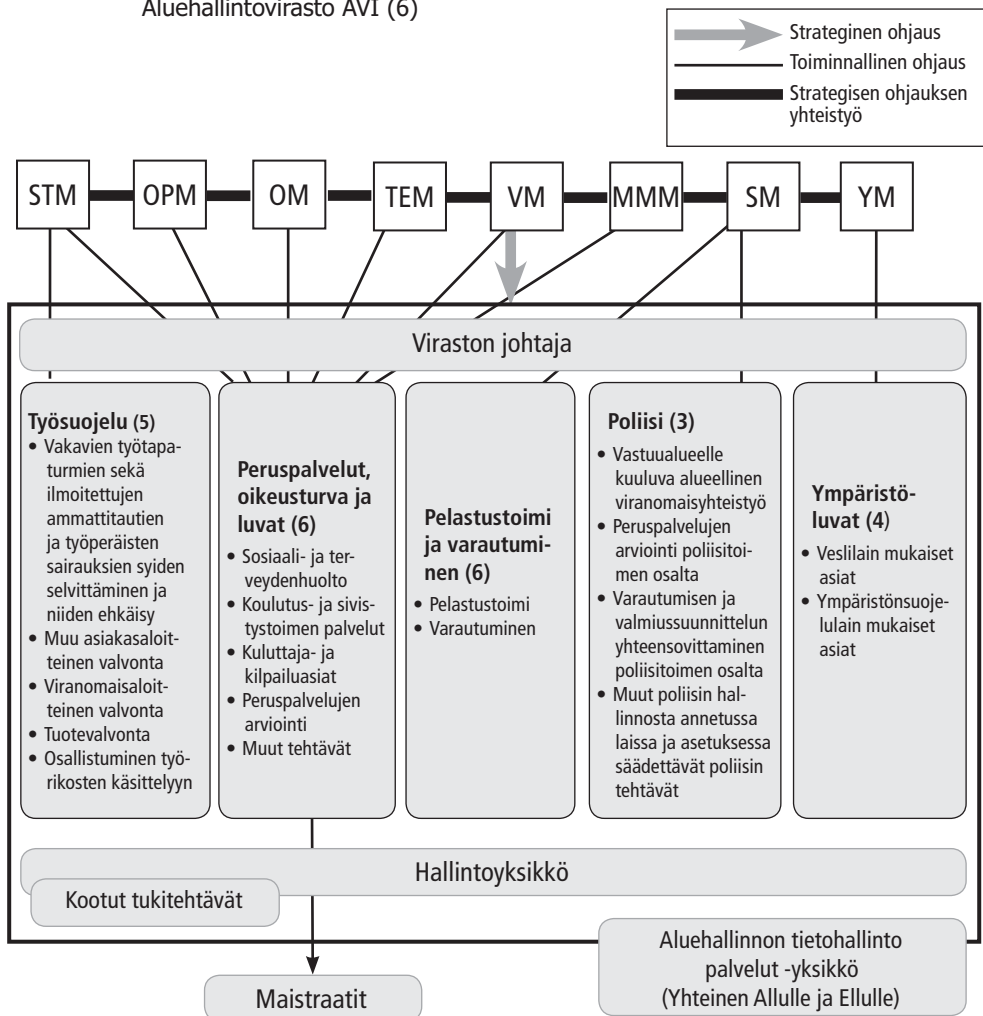 Aluehallintovirasto AVI (6)
Strateginen ohjaus
Toiminnallinen ohjaus
Strategisen ohjauksen
yhteistyö
STM
OPM
OM
TEM
VM
MMM
SM
YM
Viraston johtaja
Työsuojelu (5)
• Vakavien työtapa-
turmien sekä
ilmoitettujen
ammattitautien
ja työperäisten
sairauksien syiden
selvittäminen ja
niiden ehkäisy
• Muu asiakasaloit-
teinen valvonta
• Viranomaisaloit-
teinen valvonta
• Tuotevalvonta
• Osallistuminen työ-
rikosten käsittelyyn
Peruspalvelut,
oikeusturva ja
luvat (6)
• Sosiaali- ja ter-
veydenhuolto
• Koulutus- ja sivis-
tystoimen palvelut
• Kuluttaja- ja
kilpailuasiat
• Peruspalvelujen
arviointi
• Muut tehtävät
Pelastustoimi
ja varautumi-
nen (6)
• Pelastustoimi
• Varautuminen
Poliisi (3)
• Vastuualueelle
kuuluva alueellinen
viranomaisyhteistyö
• Peruspalvelujen
arviointi poliisitoi-
men osalta
• Varautumisen ja
valmiussuunnittelun
yhteensovittaminen
poliisitoimen osalta
• Muut poliisin hal-
linnosta annetussa
laissa ja asetuksessa
säädettävät poliisin
tehtävät
Ympäristö-
luvat (4)
• Veslilain mukaiset
asiat
• Ympäristönsuoje-
lulain mukaiset
asiat
Hallintoyksikkö
Kootut tukitehtävät
Maistraatit
Aluehallinnon tietohallinto
palvelut -yksikkö
(Yhteinen Allulle ja Ellulle)